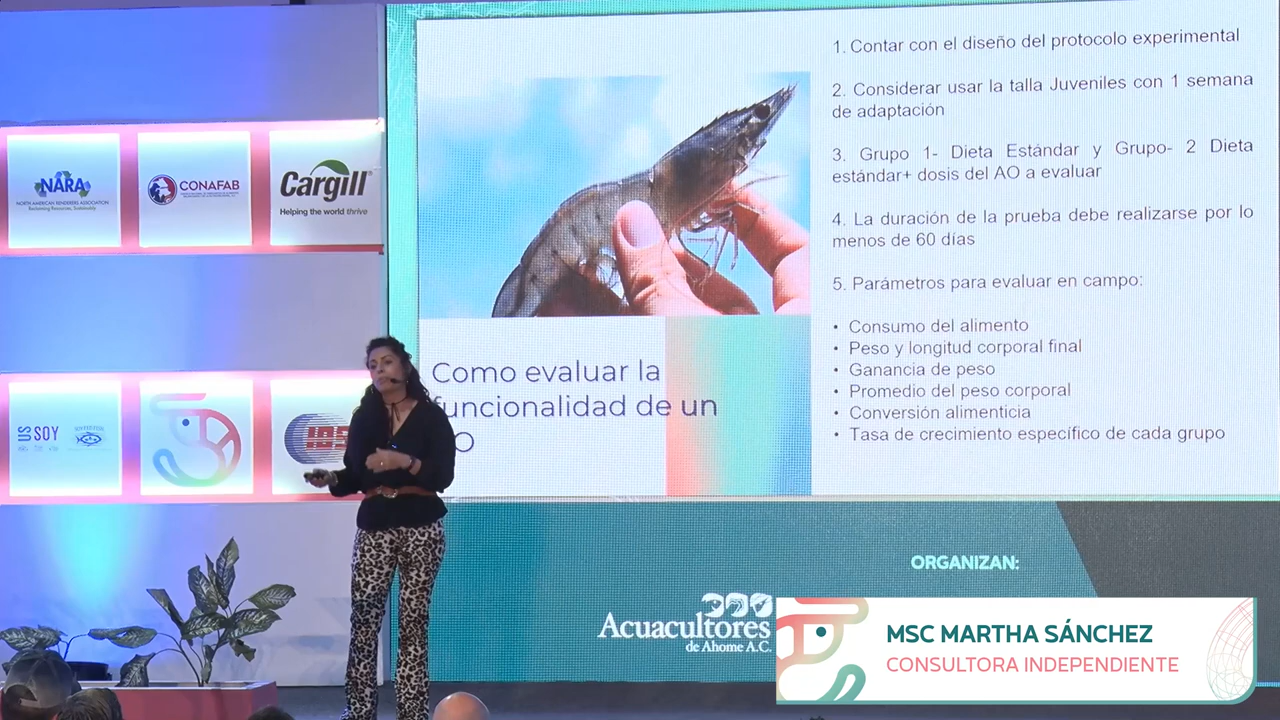 1. Contar con el diseño del protocolo experimental
2. Considerar usar la talla Juveniles con 1 semana
de adaptación
3. Grupo 1- Dieta Estándar y Grupo- 2 Dieta
estándar+ dosis del AO a evaluar
4. La duración de la prueba debe realizarse por lo
menos de 60 días
5. Parámetros para evaluar en campo:
• Consumo del alimento
• Peso y longitud corporal final
• Ganancia de peso
• Promedio del peso corporal
• Conversión alimenticia
• Tasa de crecimiento específico de cada grupo
Como evaluar la
funcionalidad de un
O
NARA
NORTH AMERICAN RENDERERS ASSOCIATION
Reclaiming Resources, Sustainably
CONAFAB
Cargill
Helping the world thrive
US
SOY
ORGANIZAN:
Acuacultores
de Ahome A.C.
MSC MARTHA SÁNCHEZ
CONSULTORA INDEPENDIENTE